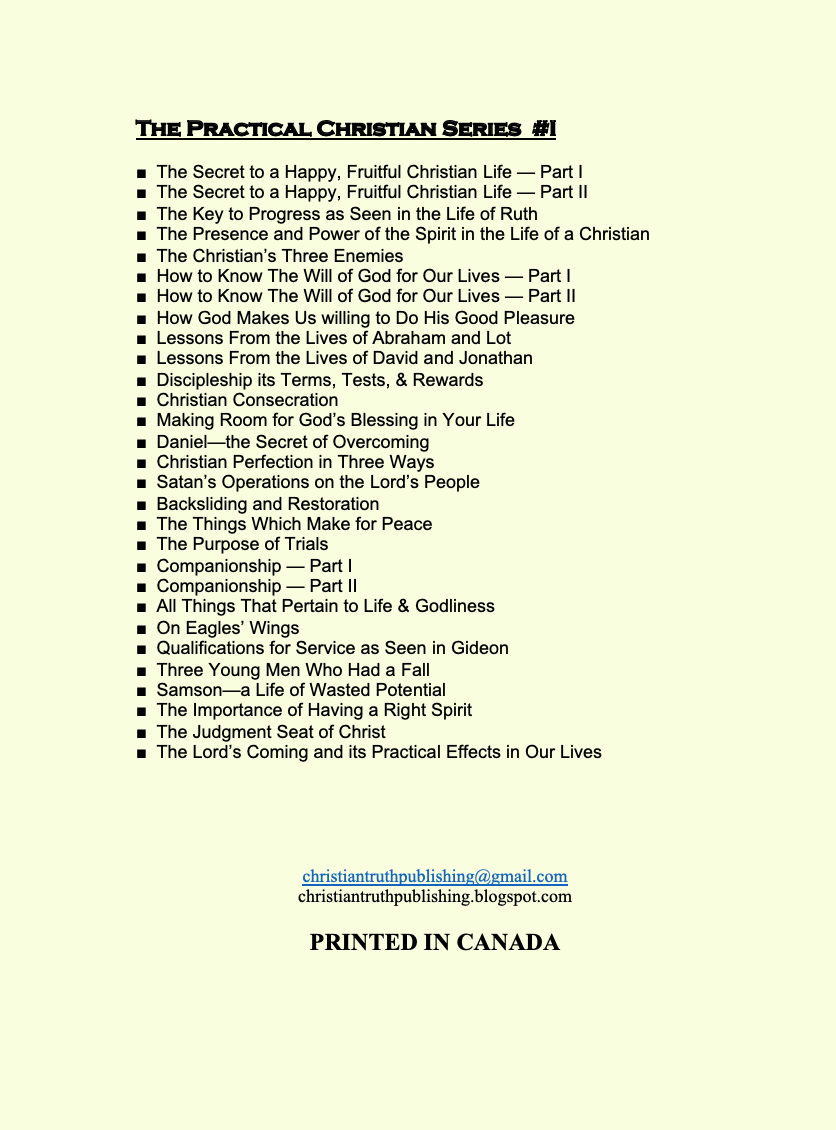 The Practical Christian Series #I
■ The Secret to a Happy, Fruitful Christian Life — Part I
■ The Secret to a Happy, Fruitful Christian Life — Part II
■ The Key to Progress as Seen in the Life of Ruth
■ The Presence and Power of the Spirit in the Life of a Christian
■ The Christian’s Three Enemies
■ How to Know The Will of God for Our Lives — Part I
■ How to Know The Will of God for Our Lives — Part II
■ How God Makes Us willing to Do His Good Pleasure
■ Lessons From the Lives of Abraham and Lot
■ Lessons From the Lives of David and Jonathan
■ Discipleship its Terms, Tests, & Rewards
■ Christian Consecration
■ Making Room for God’s Blessing in Your Life
■ Daniel—the Secret of Overcoming
■ Christian Perfection in Three Ways
■ Satan’s Operations on the Lord’s People
■ Backsliding and Restoration
■ The Things Which Make for Peace
■ The Purpose of Trials
■ Companionship — Part I
■ Companionship — Part II
■ All Things That Pertain to Life & Godliness
■ On Eagles’ Wings
■ Qualifications for Service as Seen in Gideon
■ Three Young Men Who Had a Fall
■ Samson—a Life of Wasted Potential
■ The Importance of Having a Right Spirit
■ The Judgment Seat of Christ
■ The Lord’s Coming and its Practical Effects in Our Lives
christiantruthpublishing@gmail.com
christiantruthpublishing.blogspot.com
PRINTED IN CANADA